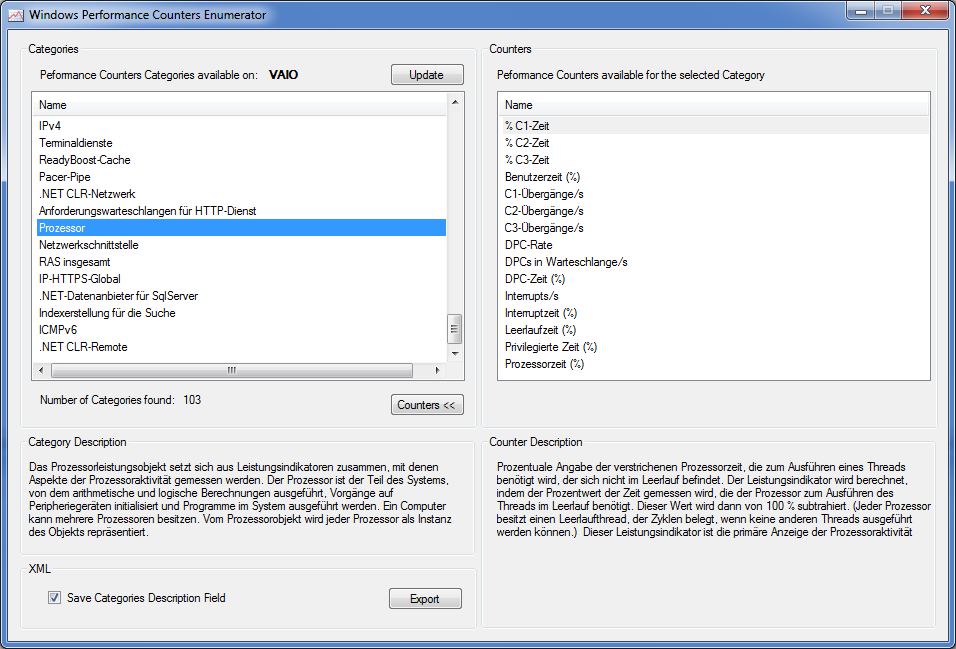 Windows Performance Counters Enumerator
Categories
Peformance Counters Categories available on: VAIO
Update
Name
IPv4
Terminaldienste
ReadyBoost-Cache
Pacer-Pipe
.NET CLR-Netzwerk
Anforderungswarteschlangen für HTTP-Dienst
Prozessor
Netzwerkschnittstelle
RAS insgesamt
IP-HTTPS-Global
.NET-Datenanbieter für SqlServer
Indexerstellung für die Suche
ICMPv6
.NET CLR-Remote
Number of Categories found: 103
Counters <<
Counters
Peformance Counters available for the selected Category
Name
% C1-Zeit
% C2-Zeit
% C3-Zeit
Benutzerzeit (%)
C1-Übergänge/s
C2-Übergänge/s
C3-Übergänge/s
DPC-Rate
DPCs in Warteschlange/s
DPC-Zeit (%)
Interrupts/s
Interruptzeit (%)
Leerlaufzeit (%)
Privilegierte Zeit (%)
Prozessorzeit (%)
Category Description
Das Prozessorleistungsobjekt setzt sich aus Leistungsindikatoren zusammen, mit denen
Aspekte der Prozessoraktivität gemessen werden. Der Prozessor ist der Teil des Systems,
von dem arithmetische und logische Berechnungen ausgeführt, Vorgänge auf
Peripheriegeräten initialisiert und Programme im System ausgeführt werden. Ein Computer
kann mehrere Prozessoren besitzen. Vom Prozessorobjekt wird jeder Prozessor als Instanz
des Objekts repräsentiert.
Counter Description
Prozentuale Angabe der verstrichenen Prozessorzeit, die zum Ausführen eines Threads
benötigt wird, der sich nicht im Leerlauf befindet. Der Leistungsindikator wird berechnet,
indem der Prozentwert der Zeit gemessen wird, die der Prozessor zum Ausführen des
Threads im Leerlauf benötigt. Dieser Wert wird dann von 100 % subtrahiert. (Jeder Prozessor
besitzt einen Leerlaufthread, der Zyklen belegt, wenn keine anderen Threads ausgeführt
werden können.) Dieser Leistungsindikator ist die primäre Anzeige der Prozessoraktivität
XML
Save Categories Description Field
Export